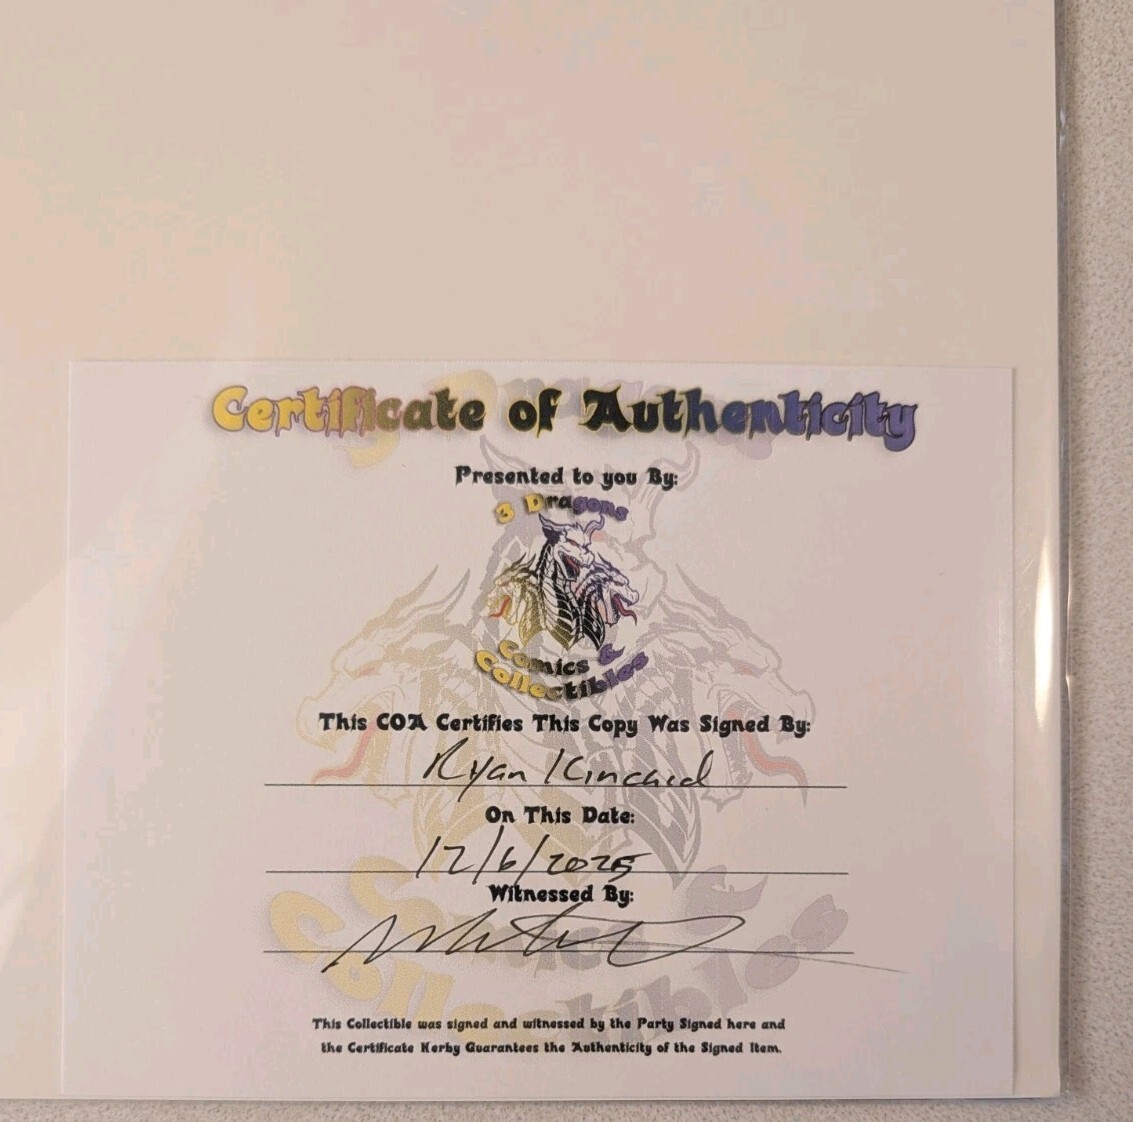 Certificate of Authenticity
Presented to you By:
3 Dragons
Comics &
Collectibles
This COA Certifies This Copy Was Signed By:
Ryan Kincaid
On This Date:
12/6/2025
Witnessed By:
This Collectible was signed and witnessed by the Party Signed here and
the Certificate Herby Guarantees the Authenticity of the Signed Item.